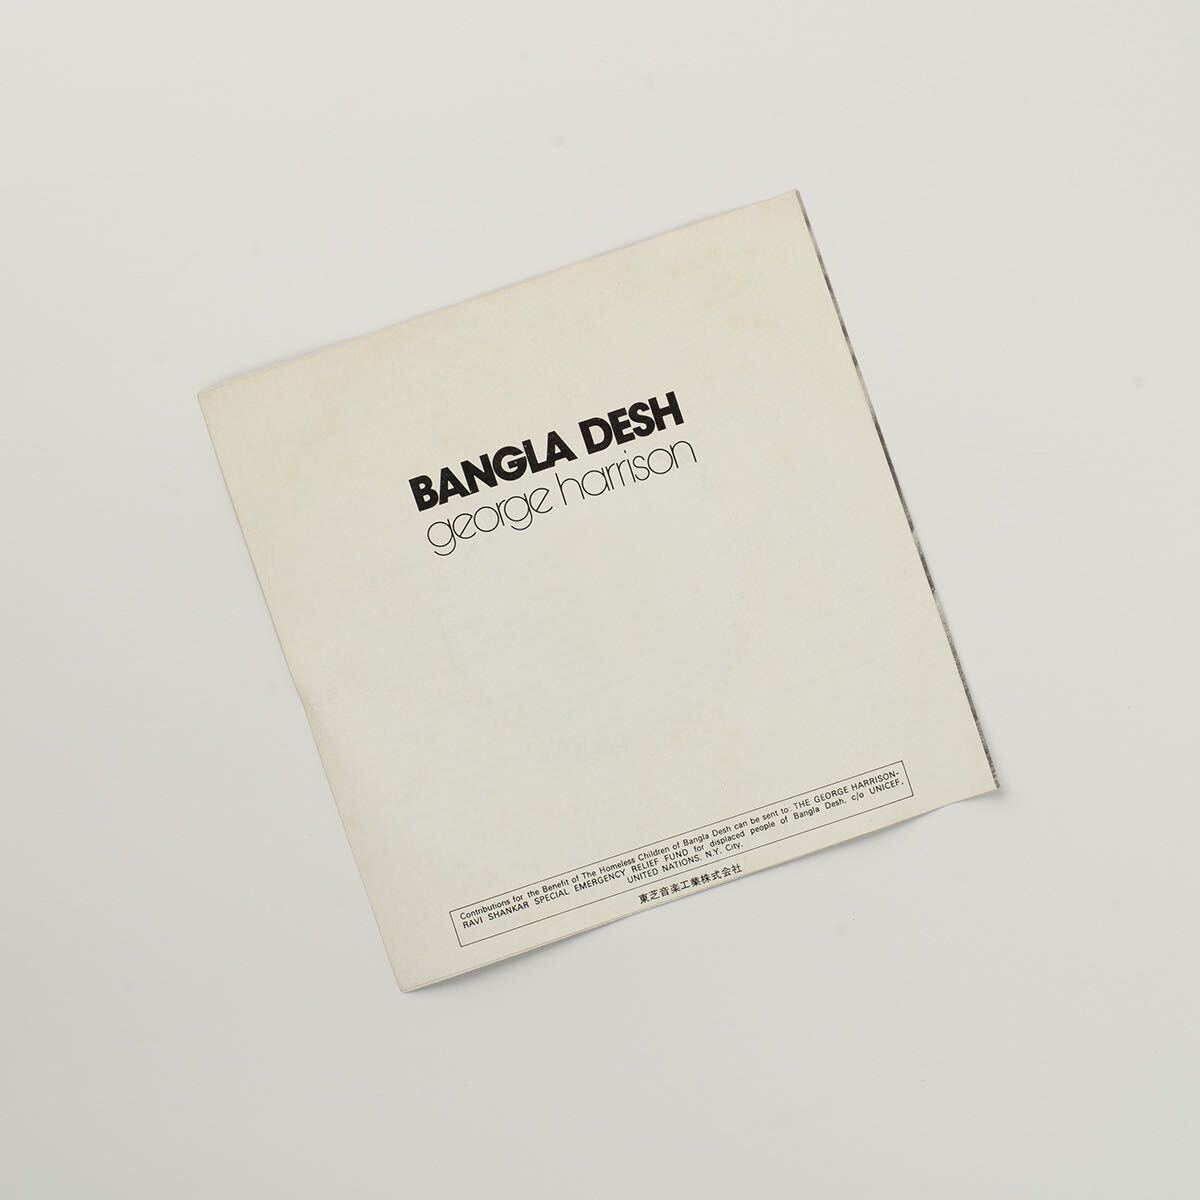 BANGLA DESH
george harrison
Contributions for the Benefit of The Homeless Children of Bangla Desh can be sent to: THE GEORGE HARRISON-
RAVI SHANKAR SPECIAL EMERGENCY RELIEF FUND for displaced people of Bangla Desh, c/o UNICEF,
UNITED NATIONS, N.Y. City.
東芝音楽工業株式会社